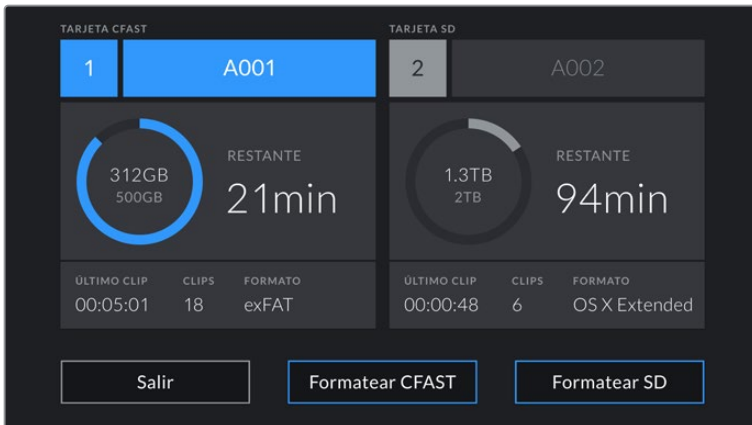 TARJETA CFAST
1
A001
312GB
500GB
RESTANTE
21min
ÚLTIMO CLIP CLIPS FORMATO
00:05:01 18 exFAT
TARJETA SD
2
A002
1.3TB
2TB
RESTANTE
94min
ÚLTIMO CLIP CLIPS FORMATO
00:00:48 6 OS X Extended
Salir
Formatear CFAST
Formatear SD